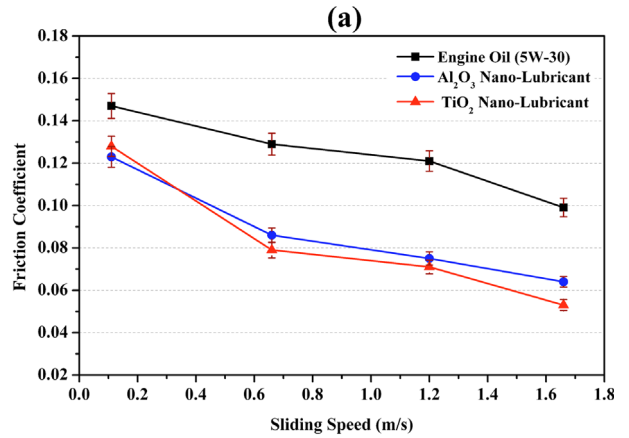 (a)
0.18
0.16
0.14
0.12
0.10
0.08
0.06
0.04
0.02
Friction Coefficient
Engine Oil (5W-30)
Al₂O₃ Nano-Lubricant
TiO₂ Nano-Lubricant
0.0 0.2 0.4 0.6 0.8 1.0 1.2 1.4 1.6 1.8
Sliding Speed (m/s)